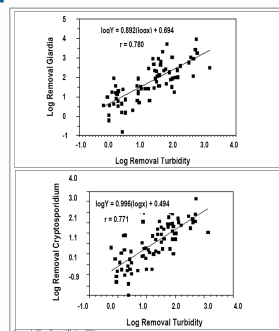 5
logY = 0.892(logx) + 0.694
4
r = 0.780
3
2
1
0
-1
-1.0 0.0 1.0 2.0 3.0 4.0
Log Removal Giardia
Log Removal Turbidity
4.0
3.0
logY = 0.996(logx) + 0.494
2.1
r = 0.771
1.1
0.1
-0.9
-1.0 0.0 1.0 2.0 3.0 4.0
Log Removal Cryptosporidium
Log Removal Turbidity